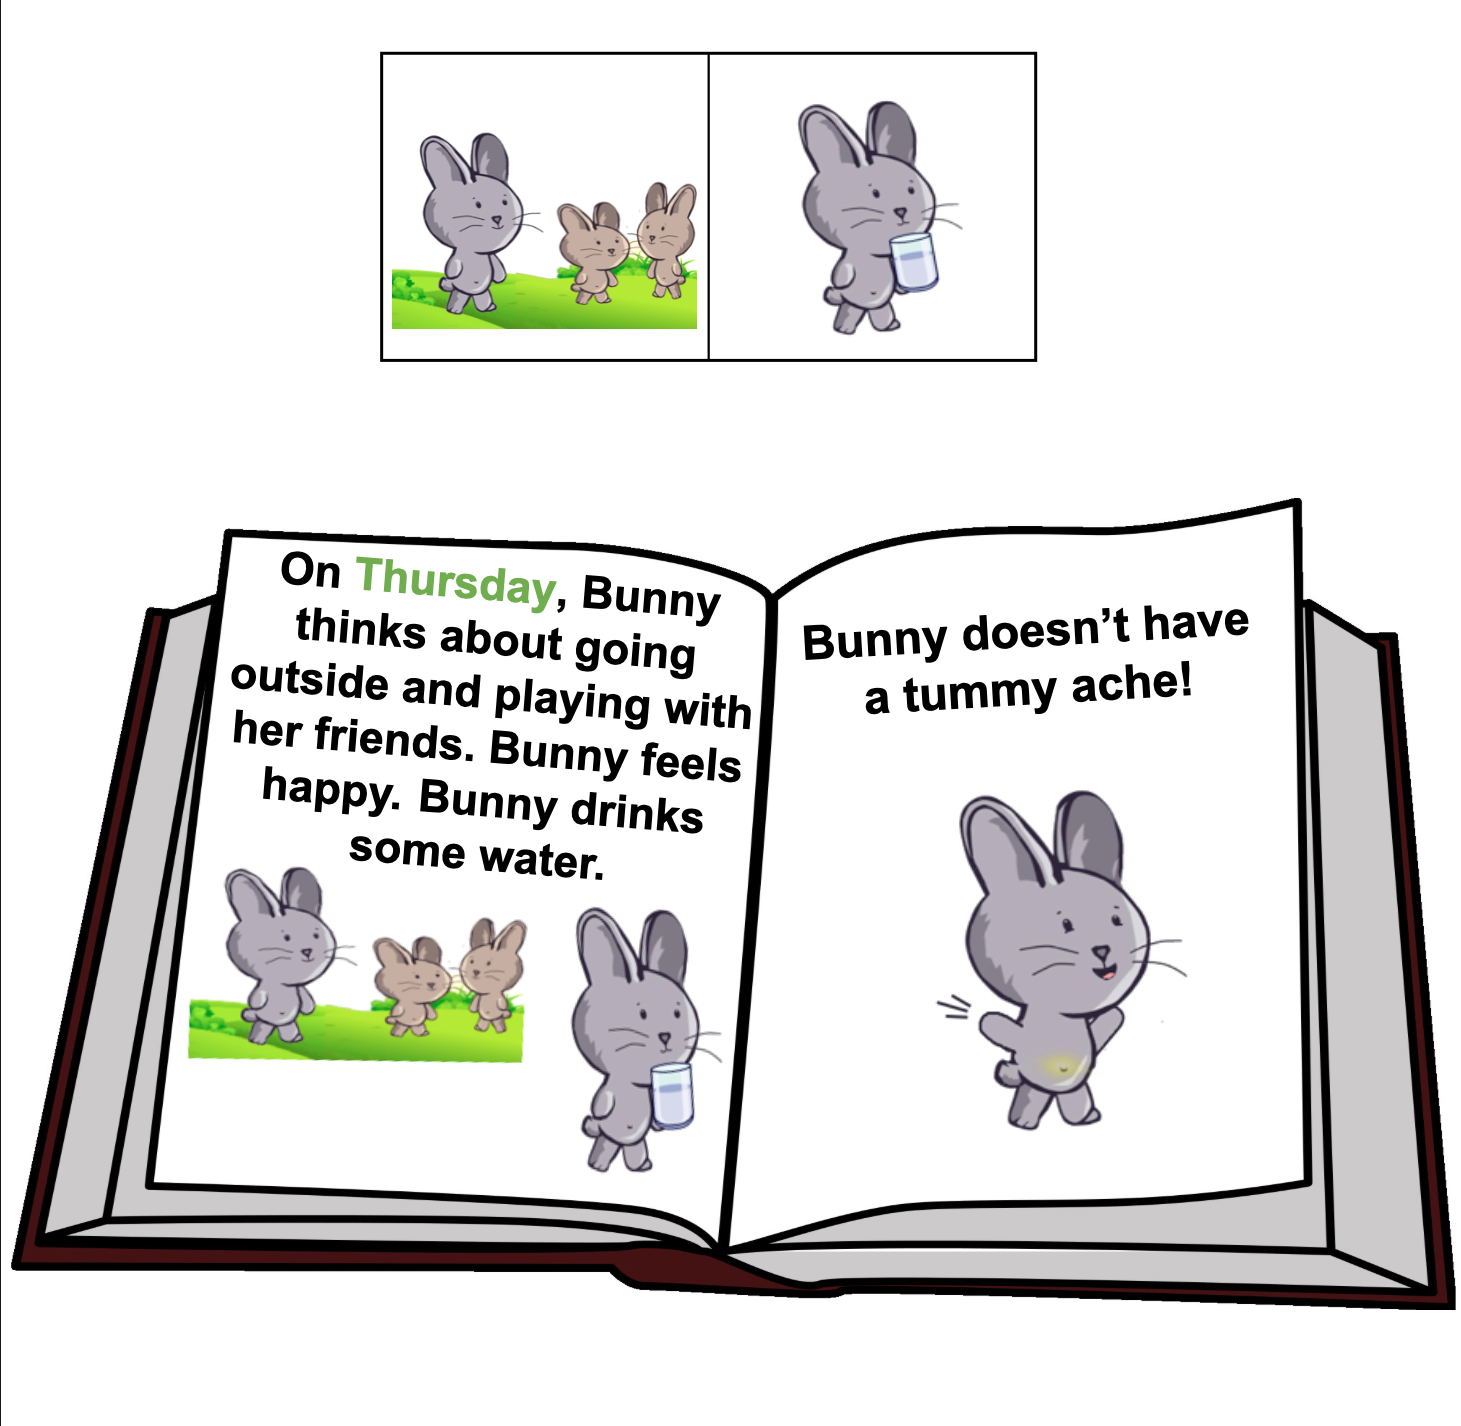 On Thursday, Bunny
thinks about going
outside and playing with
her friends. Bunny feels
happy. Bunny drinks
some water.
Bunny doesn’t have
a tummy ache!